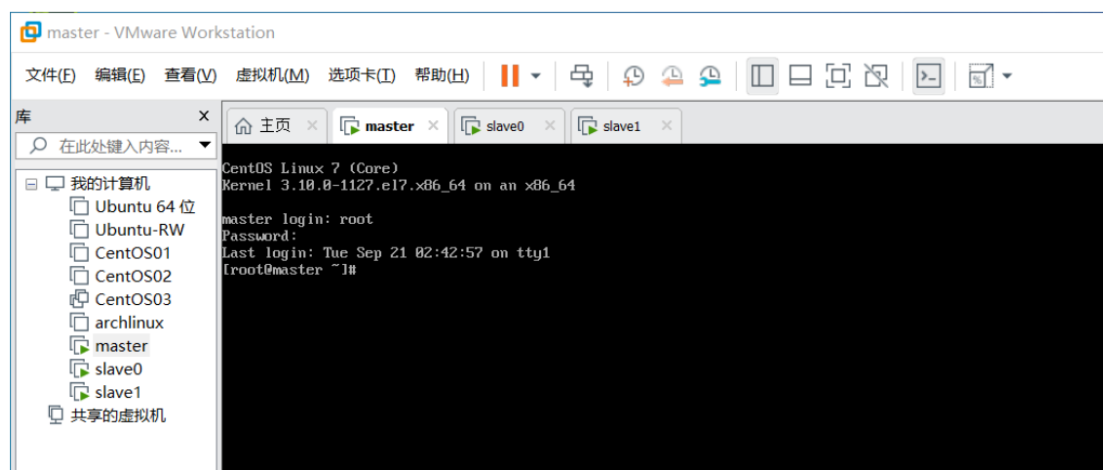 master - VMware Workstation
文件(F) 编辑(E) 查看(V) 虚拟机(M) 选项卡(T) 帮助(H)
库 x
在此处键入内容...
主页 × master × slave0 × slave1 ×
我的计算机
Ubuntu 64 位
Ubuntu-RW
CentOS01
CentOS02
CentOS03
archlinux
master
slave0
slave1
共享的虚拟机
CentOS Linux 7 (Core)
Kernel 3.10.0-1127.el7.x86_64 on an x86_64
master login: root
Password:
Last login: Tue Sep 21 02:42:57 on tty1
[root@master ~]#